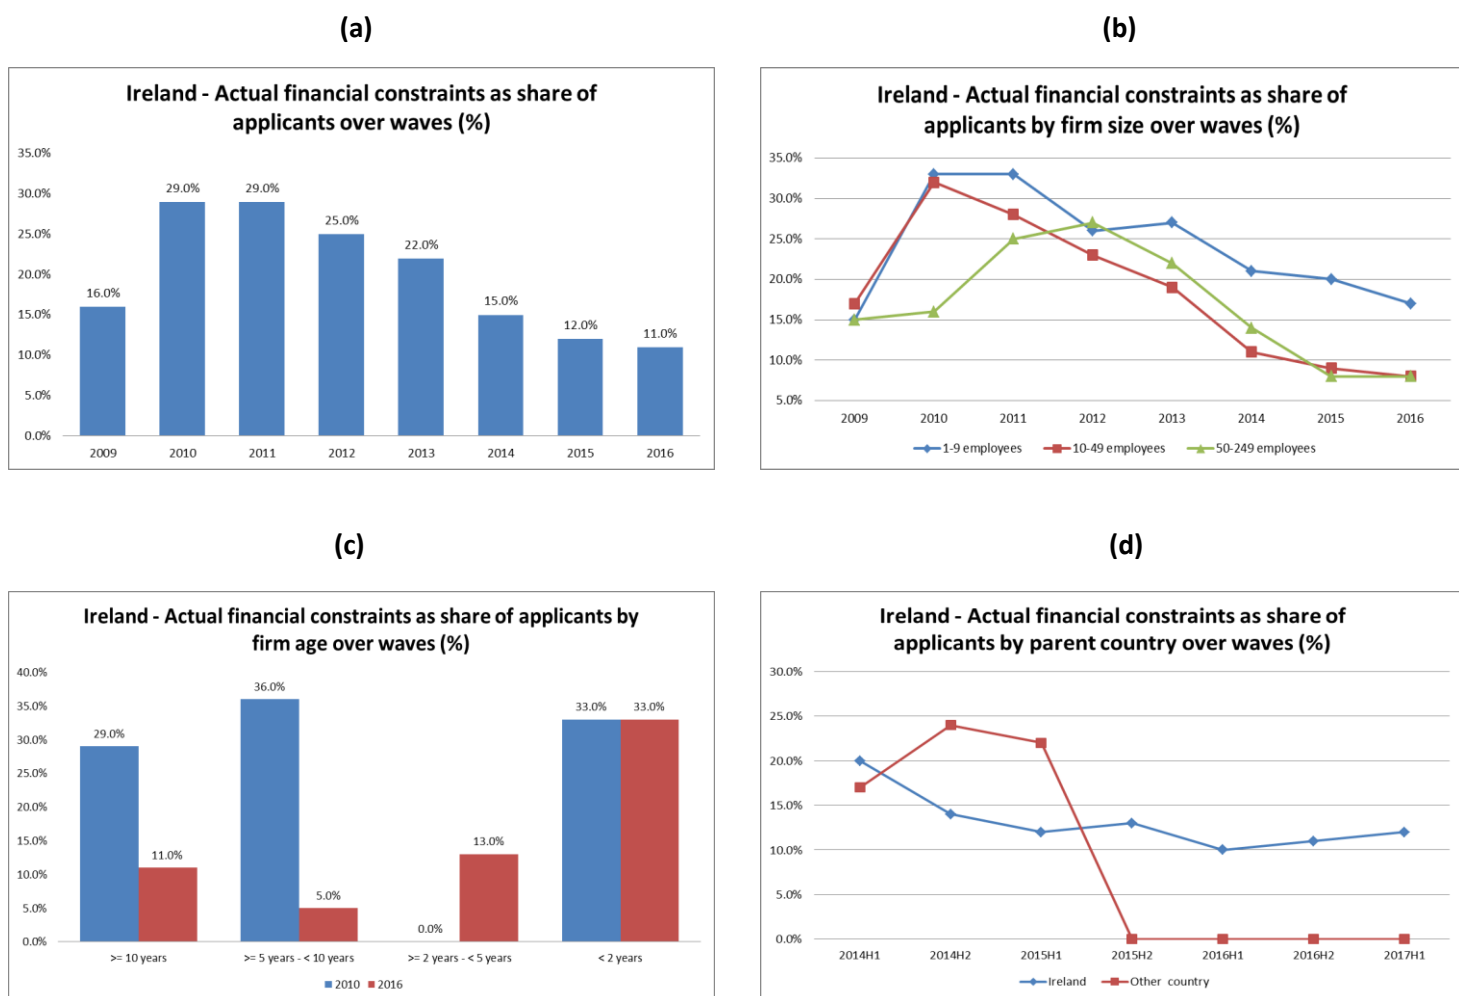 (a)
Ireland - Actual financial constraints as share of
applicants over waves (%)
35.0%
30.0%
25.0%
20.0%
15.0%
10.0%
5.0%
0.0%
16.0%
29.0%
29.0%
25.0%
22.0%
15.0%
12.0%
11.0%
2009 2010 2011 2012 2013 2014 2015 2016
(b)
Ireland - Actual financial constraints as share of
applicants by firm size over waves (%)
35.0%
30.0%
25.0%
20.0%
15.0%
10.0%
5.0%
2009 2010 2011 2012 2013 2014 2015 2016
1-9 employees 10-49 employees 50-249 employees
(c)
Ireland - Actual financial constraints as share of applicants by
firm age over waves (%)
40.0%
35.0%
30.0%
25.0%
20.0%
15.0%
10.0%
5.0%
0.0%
29.0%
11.0%
36.0%
5.0%
0.0%
13.0%
33.0%
33.0%
>= 10 years >= 5 years - < 10 years >= 2 years - < 5 years < 2 years
2010 2016
(d)
Ireland - Actual financial constraints as share of
applicants by parent country over waves (%)
30.0%
25.0%
20.0%
15.0%
10.0%
5.0%
0.0%
2014H1 2014H2 2015H1 2015H2 2016H1 2016H2 2017H1
Ireland Other country